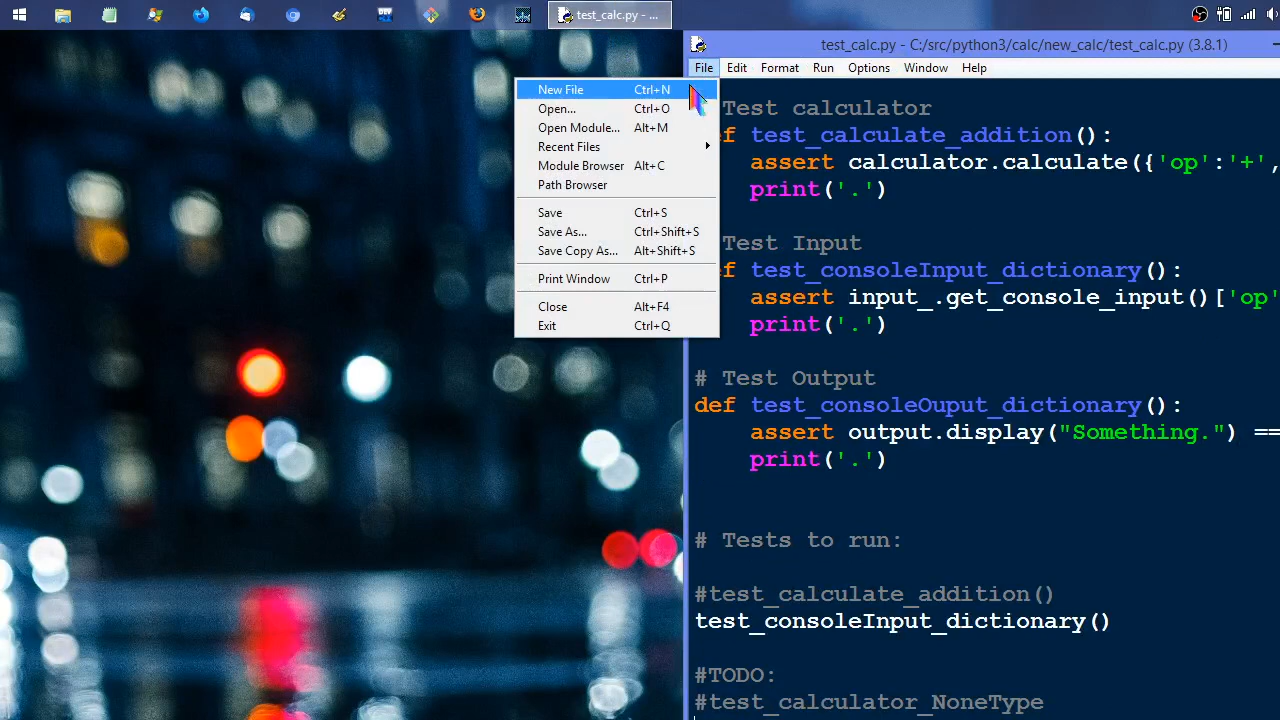 test_calc.py - ...
test_calc.py - C:/src/python3/calc/new_calc/test_calc.py (3.8.1)
File Edit Format Run Options Window Help
New File Ctrl+N
Open... Ctrl+O
Open Module... Alt+M
Recent Files
Module Browser Alt+C
Path Browser
Save Ctrl+S
Save As... Ctrl+Shift+S
Save Copy As... Alt+Shift+S
Print Window Ctrl+P
Close Alt+F4
Exit Ctrl+Q
Test calculator
f test_calculate_addition():
assert calculator.calculate({'op':'+',
print('.')
Test Input
f test_consoleInput_dictionary():
assert input_.get_console_input()['op'
print('.')
# Test Output
def test_consoleOuput_dictionary():
assert output.display("Something.") ==
print('.')
# Tests to run:
#test_calculate_addition()
test_consoleInput_dictionary()
#TODO:
#test_calculator_NoneType